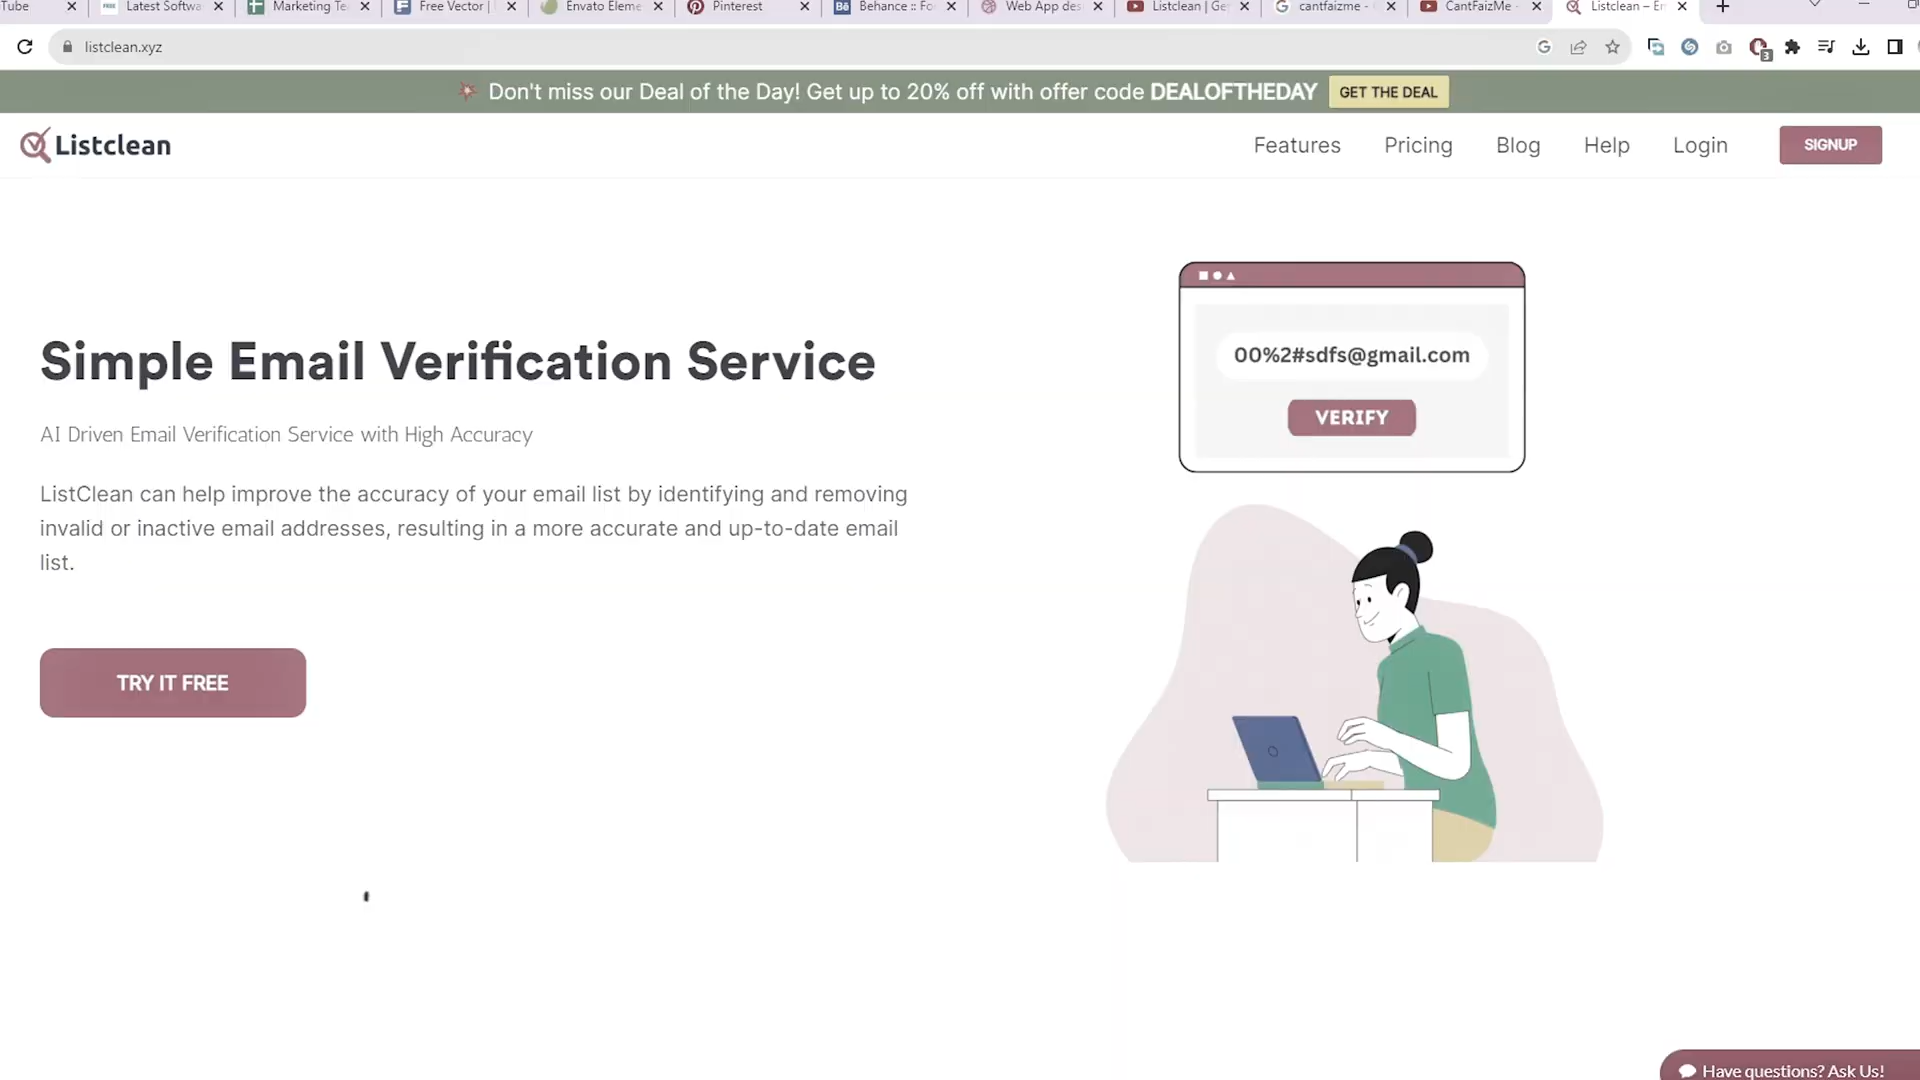 Tube
Latest Softwa
Marketing Te
Free Vector |
Envato Eleme
Pinterest
Behance :: Fo
Web App des
Listclean | Ge
cantfaizme -
CantFaizMe -
Listclean – Em
listclean.xyz
3
Don't miss our Deal of the Day! Get up to 20% off with offer code DEALOFTHEDAY
GET THE DEAL
Listclean
Features
Pricing
Blog
Help
Login
SIGNUP
Simple Email Verification Service
AI Driven Email Verification Service with High Accuracy
ListClean can help improve the accuracy of your email list by identifying and removing
invalid or inactive email addresses, resulting in a more accurate and up-to-date email
list.
TRY IT FREE
00%2#sdfs@gmail.com
VERIFY
Have questions? Ask Us!